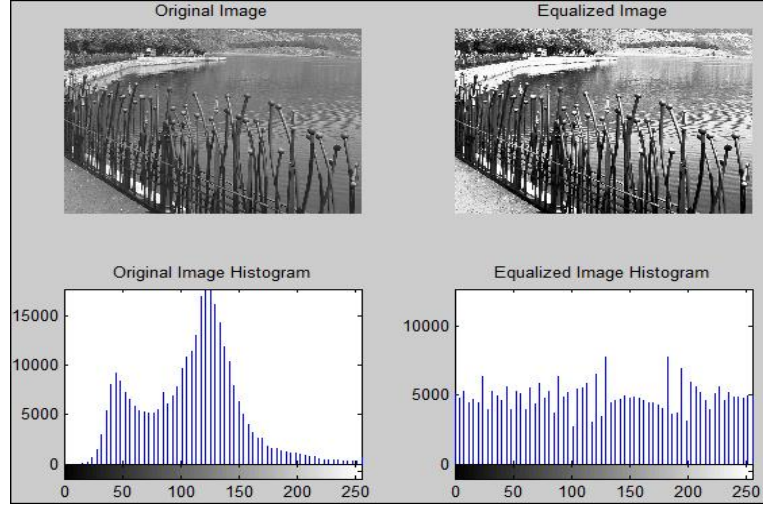 Original Image
Equalized Image
Original Image Histogram
Equalized Image Histogram
15000
10000
5000
0
0 50 100 150 200 250
10000
5000
0
0 50 100 150 200 250